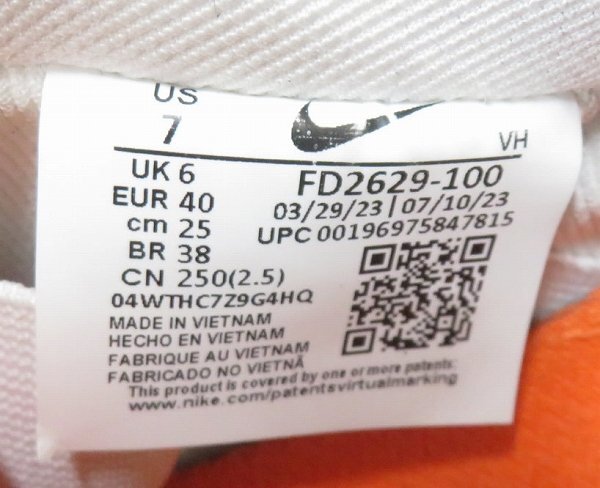 US
7
VH
UK 6
EUR 40
cm 25
BR 38
CN 250(2.5)
FD2629-100
03/29/23 | 07/10/23
UPC 00196975847815
04WTHC7Z9G4HQ
MADE IN VIETNAM
HECHO EN VIETNAM
FABRIQUE AU VIETNAM
FABRICADO NO VIETNÃ
This product is covered by one or more patents.
www.nike.com/patentsvirtualmarking